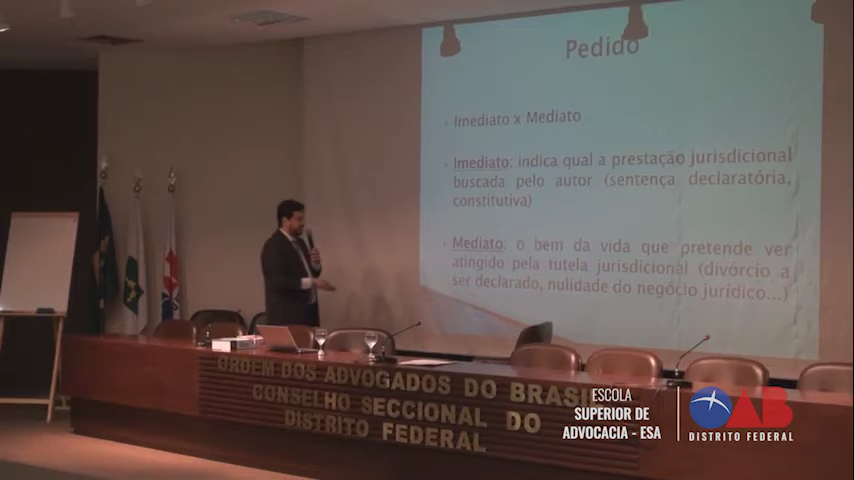 Pedido
Imediato x Mediato
Imediato: indica qual a prestação jurisdicional
buscada pelo autor (sentença declaratória,
constitutiva)
Mediato: o bem da vida que pretende ver
atingido pela tutela jurisdicional (divórcio a
ser declarado, nulidade do negócio jurídico...)
ORDEM DOS ADVOGADOS DO BRASIL
CONSELHO SECCIONAL DO
DISTRITO FEDERAL
ESCOLA
SUPERIOR DE
ADVOCACIA - ESA
OAB
DISTRITO FEDERAL